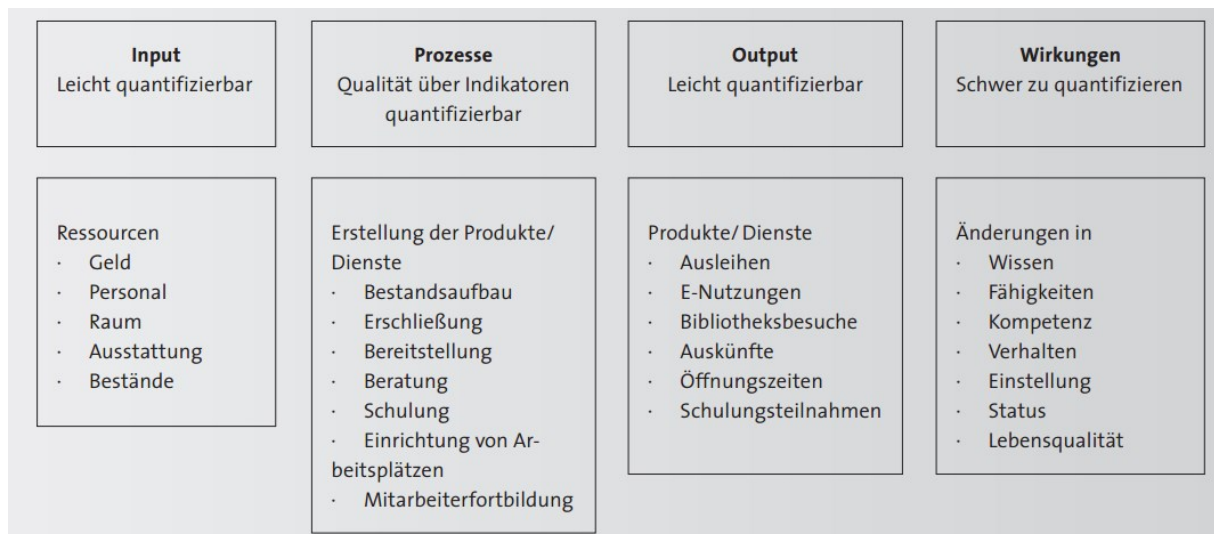 Input
Leicht quantifizierbar
Prozesse
Qualität über Indikatoren
quantifizierbar
Output
Leicht quantifizierbar
Wirkungen
Schwer zu quantifizieren
Ressourcen
· Geld
· Personal
· Raum
· Ausstattung
· Bestände
Erstellung der Produkte/
Dienste
· Bestandsaufbau
· Erschließung
· Bereitstellung
· Beratung
· Schulung
· Einrichtung von Ar-
beitsplätzen
· Mitarbeiterfortbildung
Produkte/ Dienste
· Ausleihen
· E-Nutzungen
· Bibliotheksbesuche
· Auskünfte
· Öffnungszeiten
· Schulungsteilnahmen
Änderungen in
· Wissen
· Fähigkeiten
· Kompetenz
· Verhalten
· Einstellung
· Status
· Lebensqualität